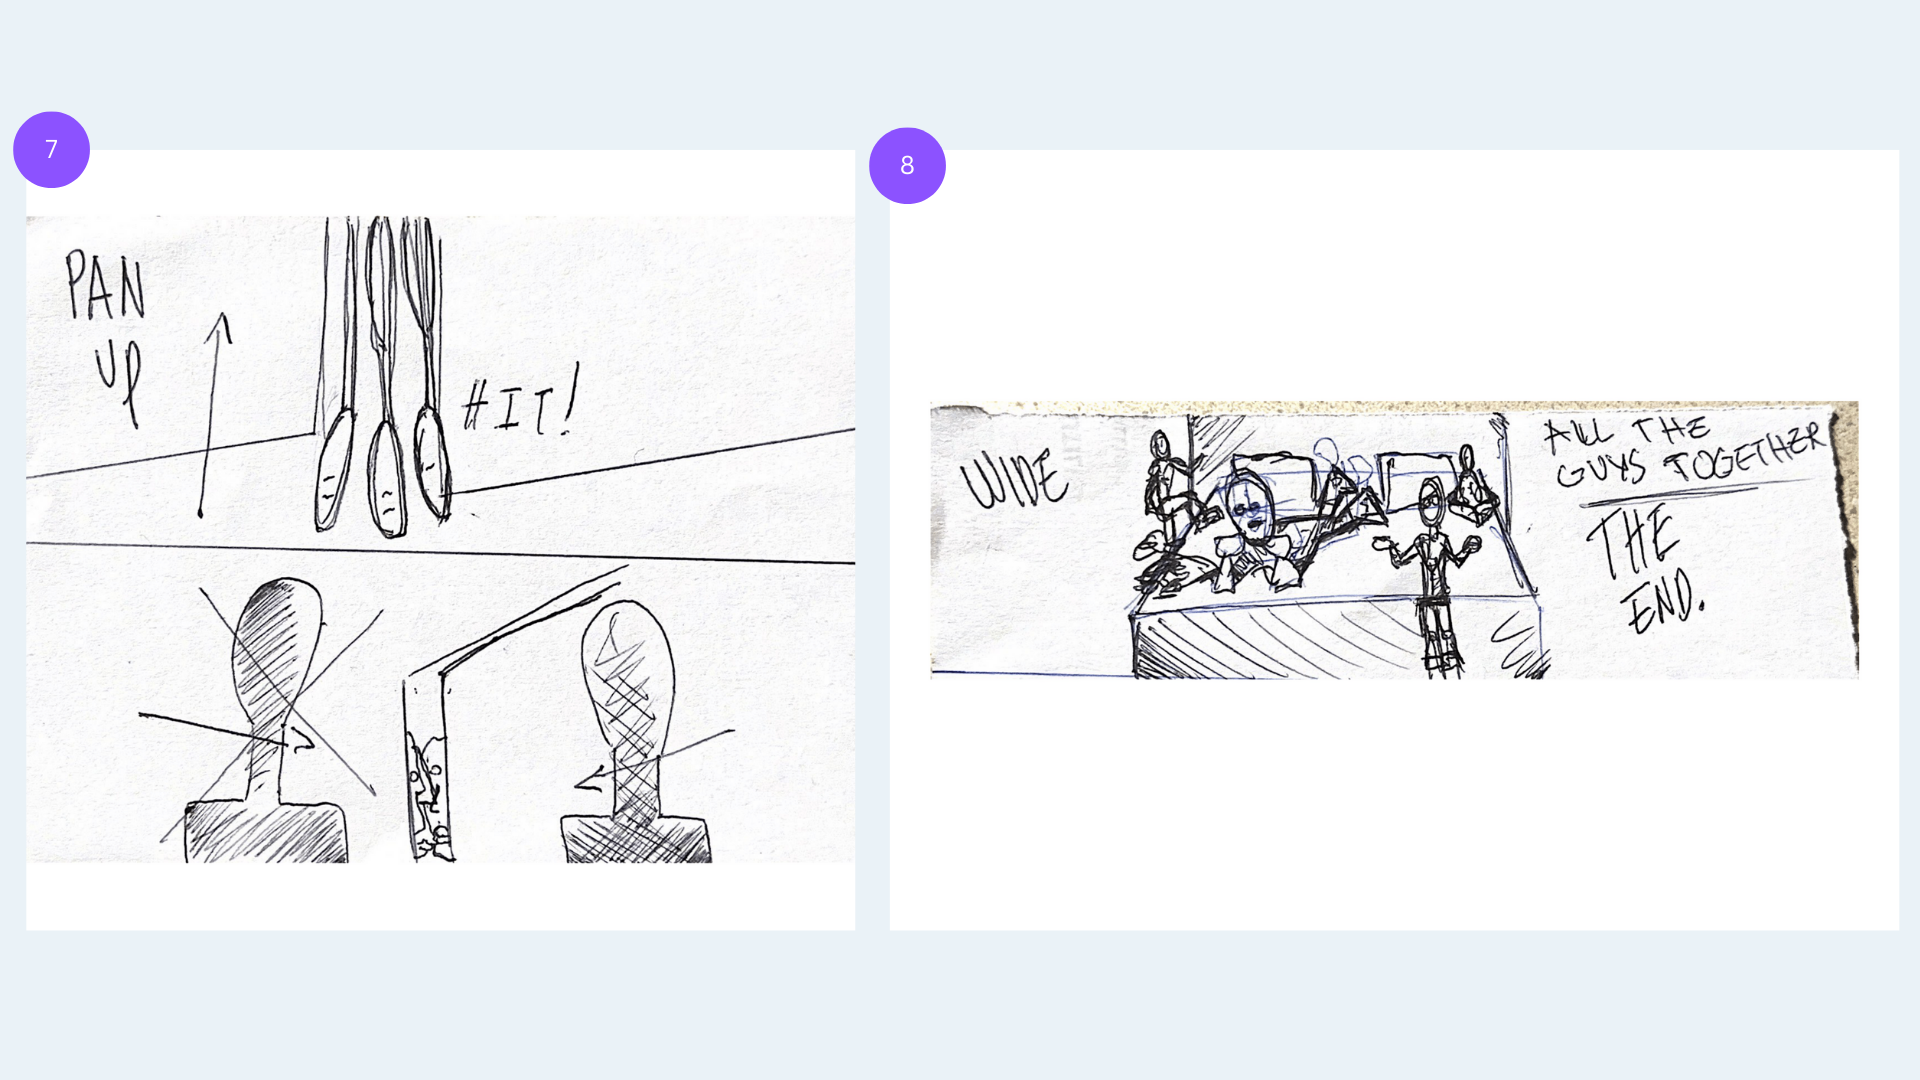 7
PAN
UP
HIT!
8
WIDE
ALL THE
GUYS TOGETHER
THE
END.